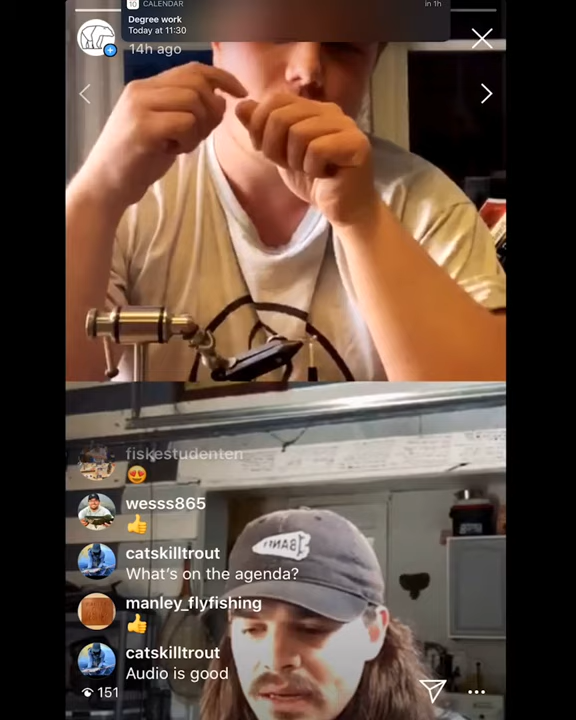 10 CALENDAR in 1h
Degree work
Today at 11:30
14h ago
fiskestudenten
😍
wesss865
👍
catskilltrout
What's on the agenda?
manley_flyfishing
👍
catskilltrout
Audio is good
151